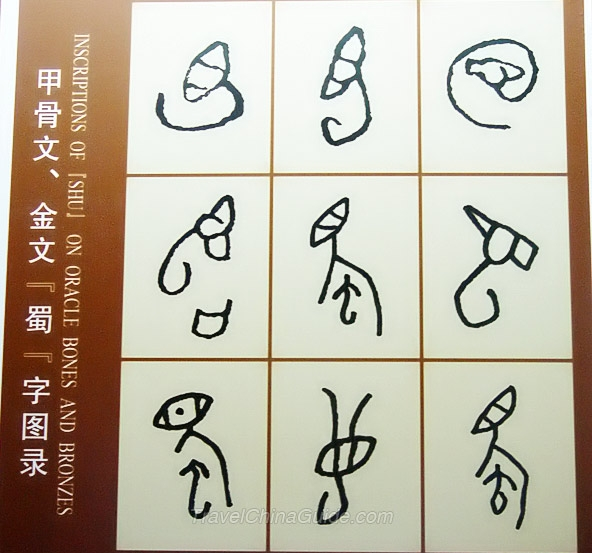 甲骨文、金文『蜀』字图录
INSCRIPTIONS OF『SHU』ON ORACLE BONES AND BRONZES
TravelChinaGuide.com